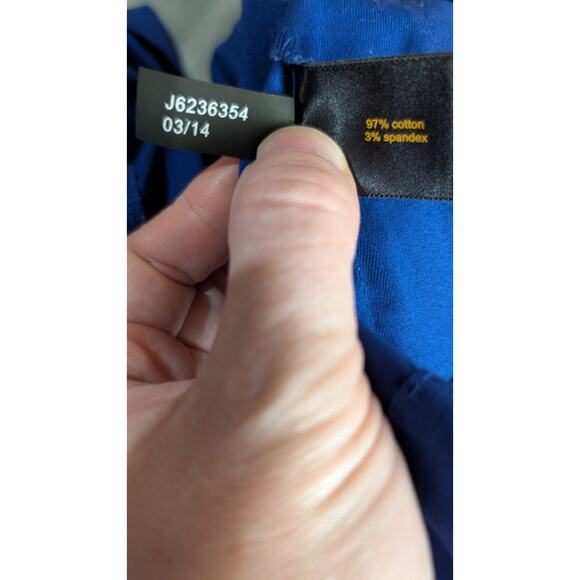 J6236354
03/14
97% cotton
3% spandex